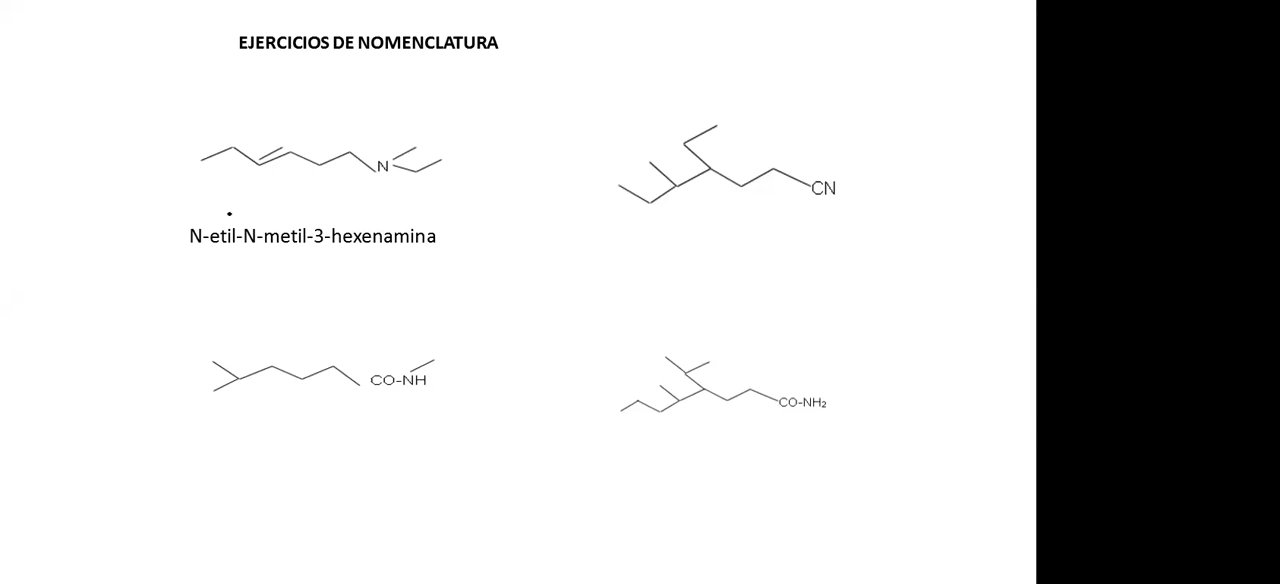 EJERCICIOS DE NOMENCLATURA
N
CN
N-etil-N-metil-3-hexenamina
CO-NH
CO-NH₂